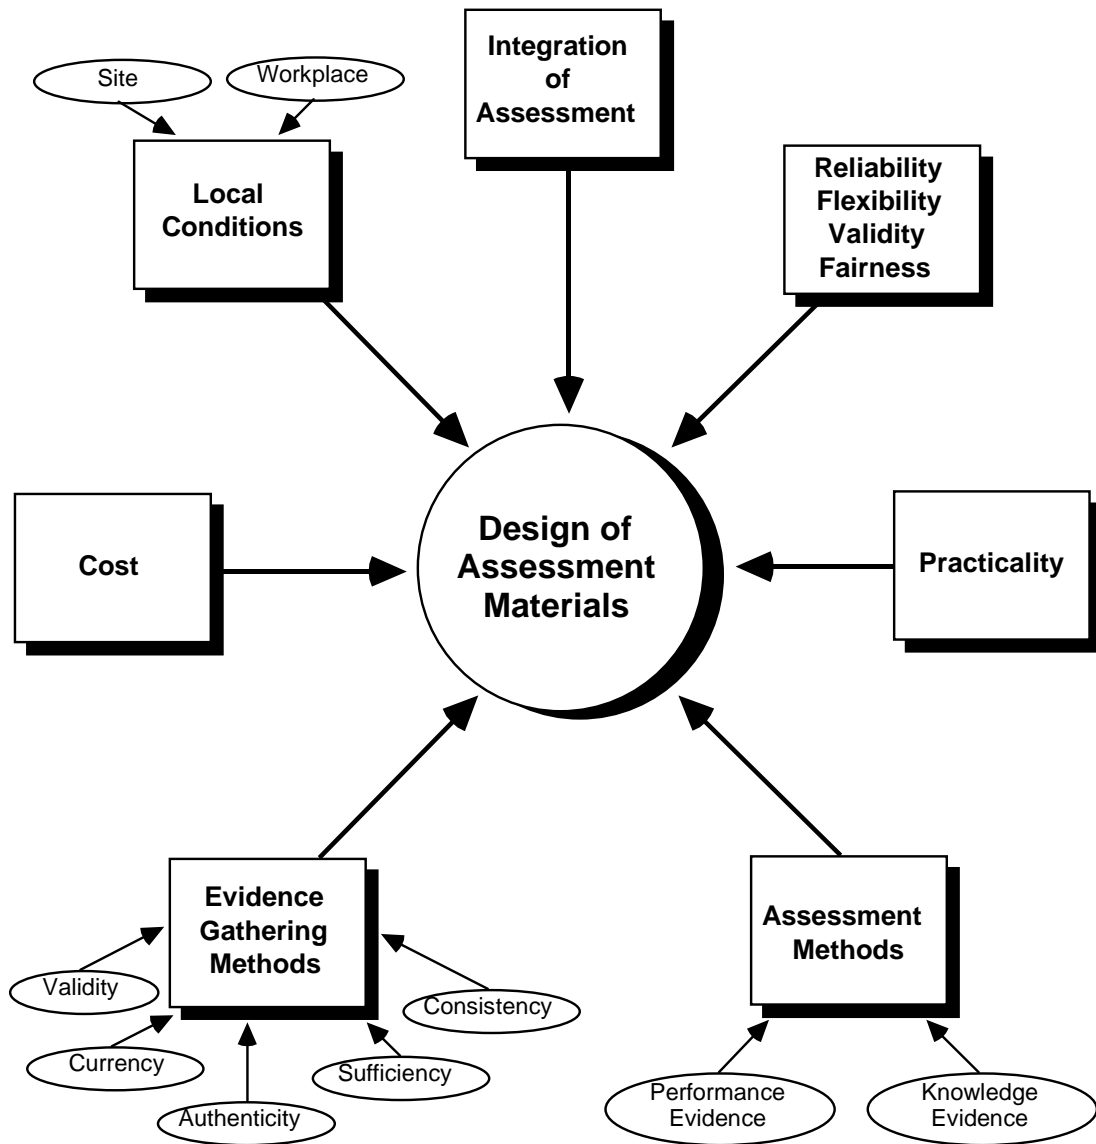 Integration
of
Assessment
Site
Workplace
Local
Conditions
Reliability
Flexibility
Validity
Fairness
Cost
Design of
Assessment
Materials
Practicality
Evidence
Gathering
Methods
Validity
Currency
Authenticity
Sufficiency
Consistency
Assessment
Methods
Performance
Evidence
Knowledge
Evidence